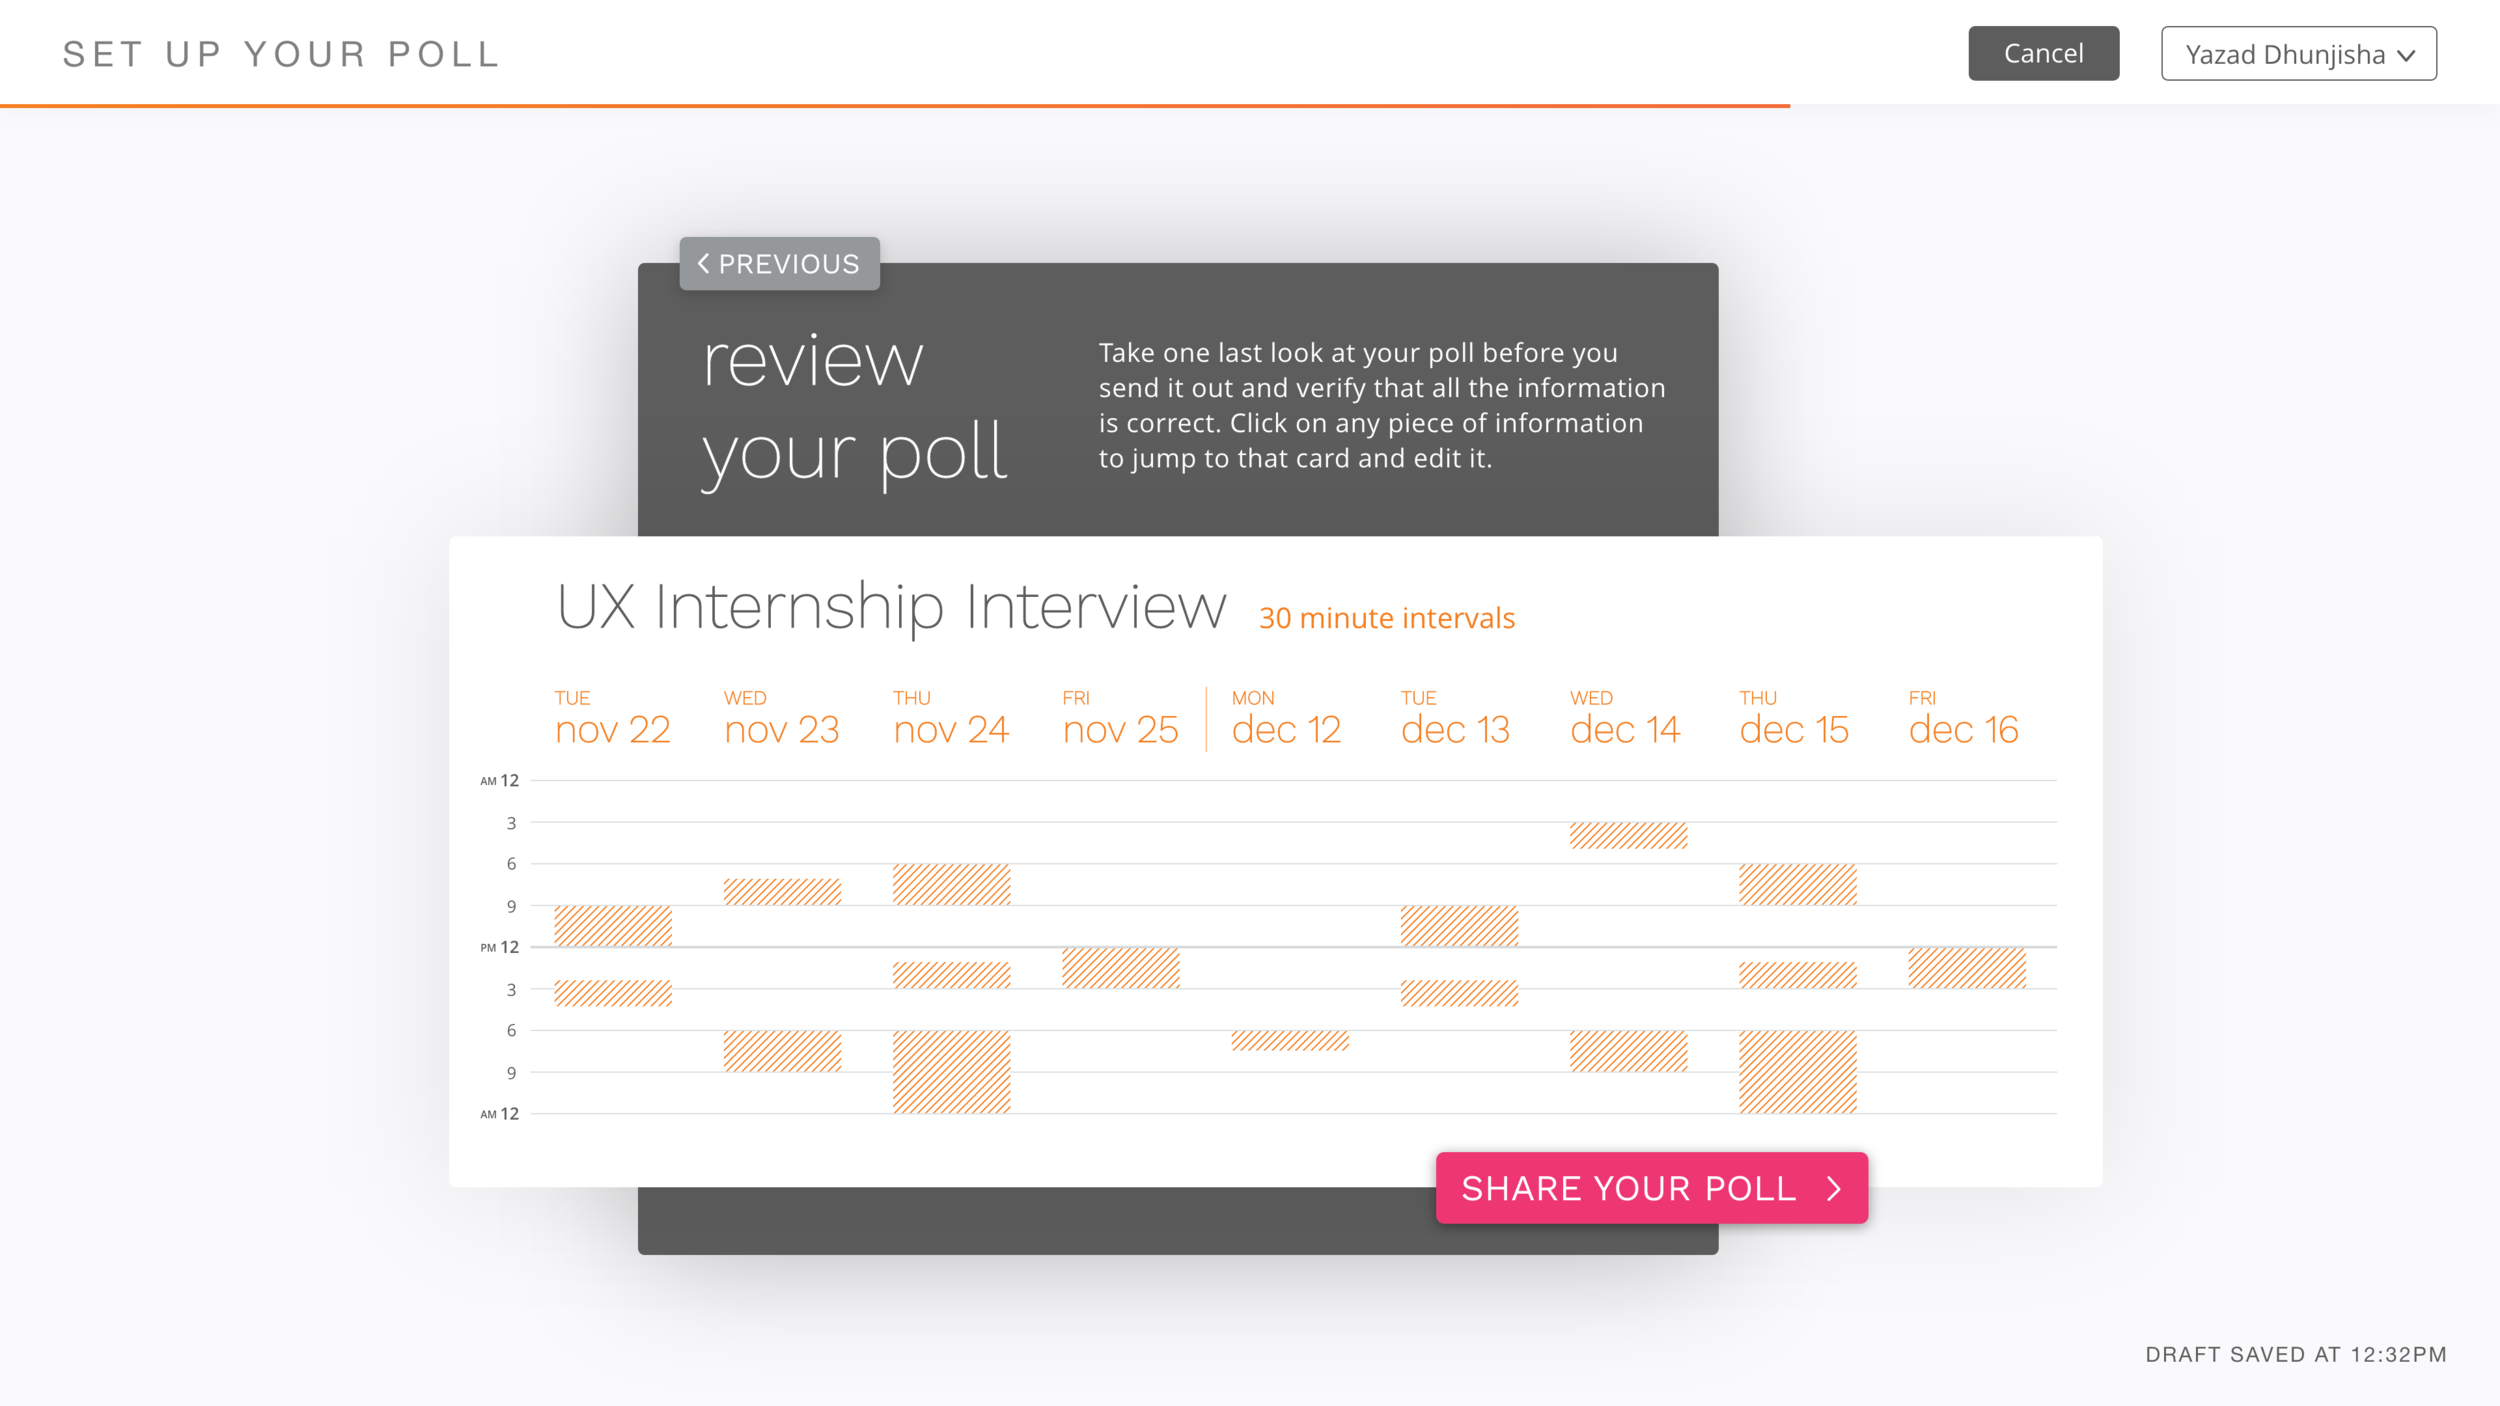 SET UP YOUR POLL
Cancel
Yazad Dhunjisha
PREVIOUS
review
your poll
Take one last look at your poll before you
send it out and verify that all the information
is correct. Click on any piece of information
to jump to that card and edit it.
UX Internship Interview
30 minute intervals
TUE
nov 22
WED
nov 23
THU
nov 24
FRI
nov 25
MON
dec 12
TUE
dec 13
WED
dec 14
THU
dec 15
FRI
dec 16
AM 12
3
6
9
PM 12
3
6
9
AM 12
SHARE YOUR POLL
DRAFT SAVED AT 12:32PM